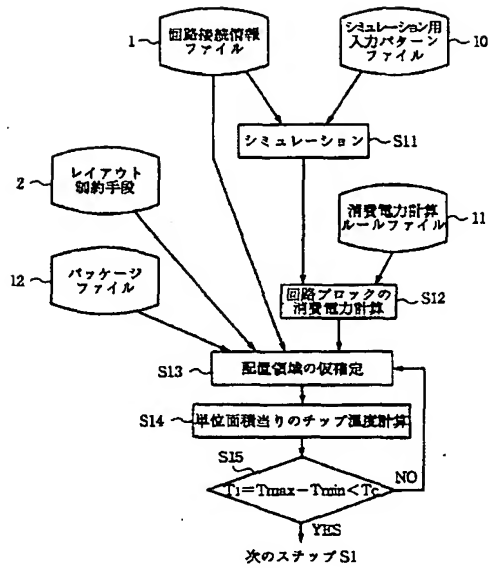 1
回路接続情報
ファイル
シミュレーション用
入力パターン
ファイル
10
シミュレーション
S11
2
レイアウト
制約手段
消費電力計算
ルールファイル
11
12
パッケージ
ファイル
回路ブロックの
消費電力計算
S12
S13
配置領域の仮確定
S14
単位面積当りのチップ温度計算
S15
T1=Tmax−Tmin<Tc
NO
YES
次のステップS1